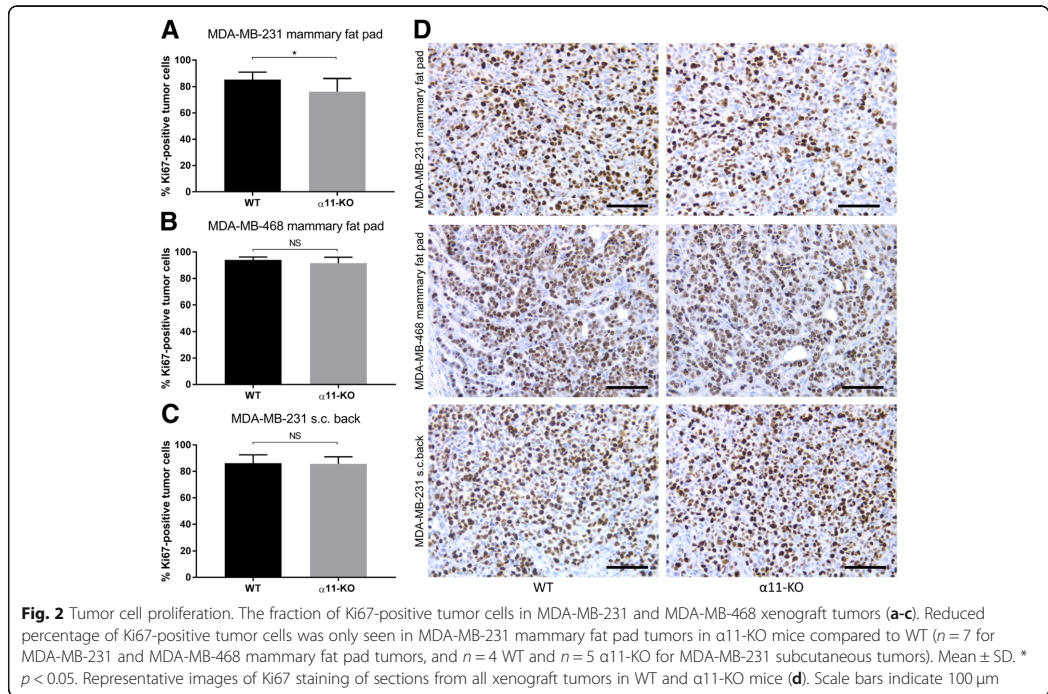 A
MDA-MB-231 mammary fat pad
*
% Ki67-positive tumor cells
100
80
60
40
20
0
WT
α11-KO
B
MDA-MB-468 mammary fat pad
NS
% Ki67-positive tumor cells
100
80
60
40
20
0
WT
α11-KO
C
MDA-MB-231 s.c. back
NS
% Ki67-positive tumor cells
100
80
60
40
20
0
WT
α11-KO
D
MDA-MB-231 mammary fat pad
MDA-MB-468 mammary fat pad
MDA-MB-231 s.c.back
WT
α11-KO
Fig. 2 Tumor cell proliferation. The fraction of Ki67-positive tumor cells in MDA-MB-231 and MDA-MB-468 xenograft tumors (a-c). Reduced
percentage of Ki67-positive tumor cells was only seen in MDA-MB-231 mammary fat pad tumors in α11-KO mice compared to WT (n = 7 for
MDA-MB-231 and MDA-MB-468 mammary fat pad tumors, and n = 4 WT and n = 5 α11-KO for MDA-MB-231 subcutaneous tumors). Mean ± SD. *
p < 0.05. Representative images of Ki67 staining of sections from all xenograft tumors in WT and α11-KO mice (d). Scale bars indicate 100 μm